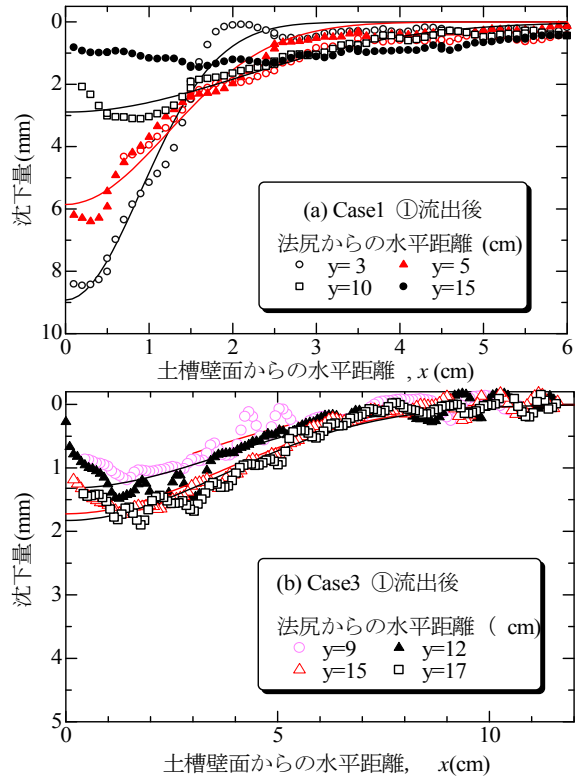 0
2
4
6
8
10
沈下量(mm)
(a) Case1 ①流出後
法尻からの水平距離 (cm)
y= 3 y= 5
y=10 y=15
0 1 2 3 4 5 6
土槽壁面からの水平距離 , x (cm)
0
1
2
3
4
5
沈下量(mm)
(b) Case3 ①流出後
法尻からの水平距離 ( cm)
y=9 y=12
y=15 y=17
0 5 10
土槽壁面からの水平距離, x(cm)